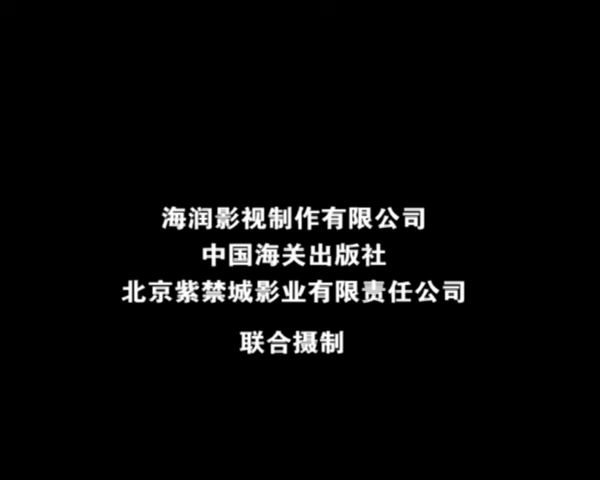 海润影视制作有限公司
中国海关出版社
北京紫禁城影业有限责任公司
联合摄制